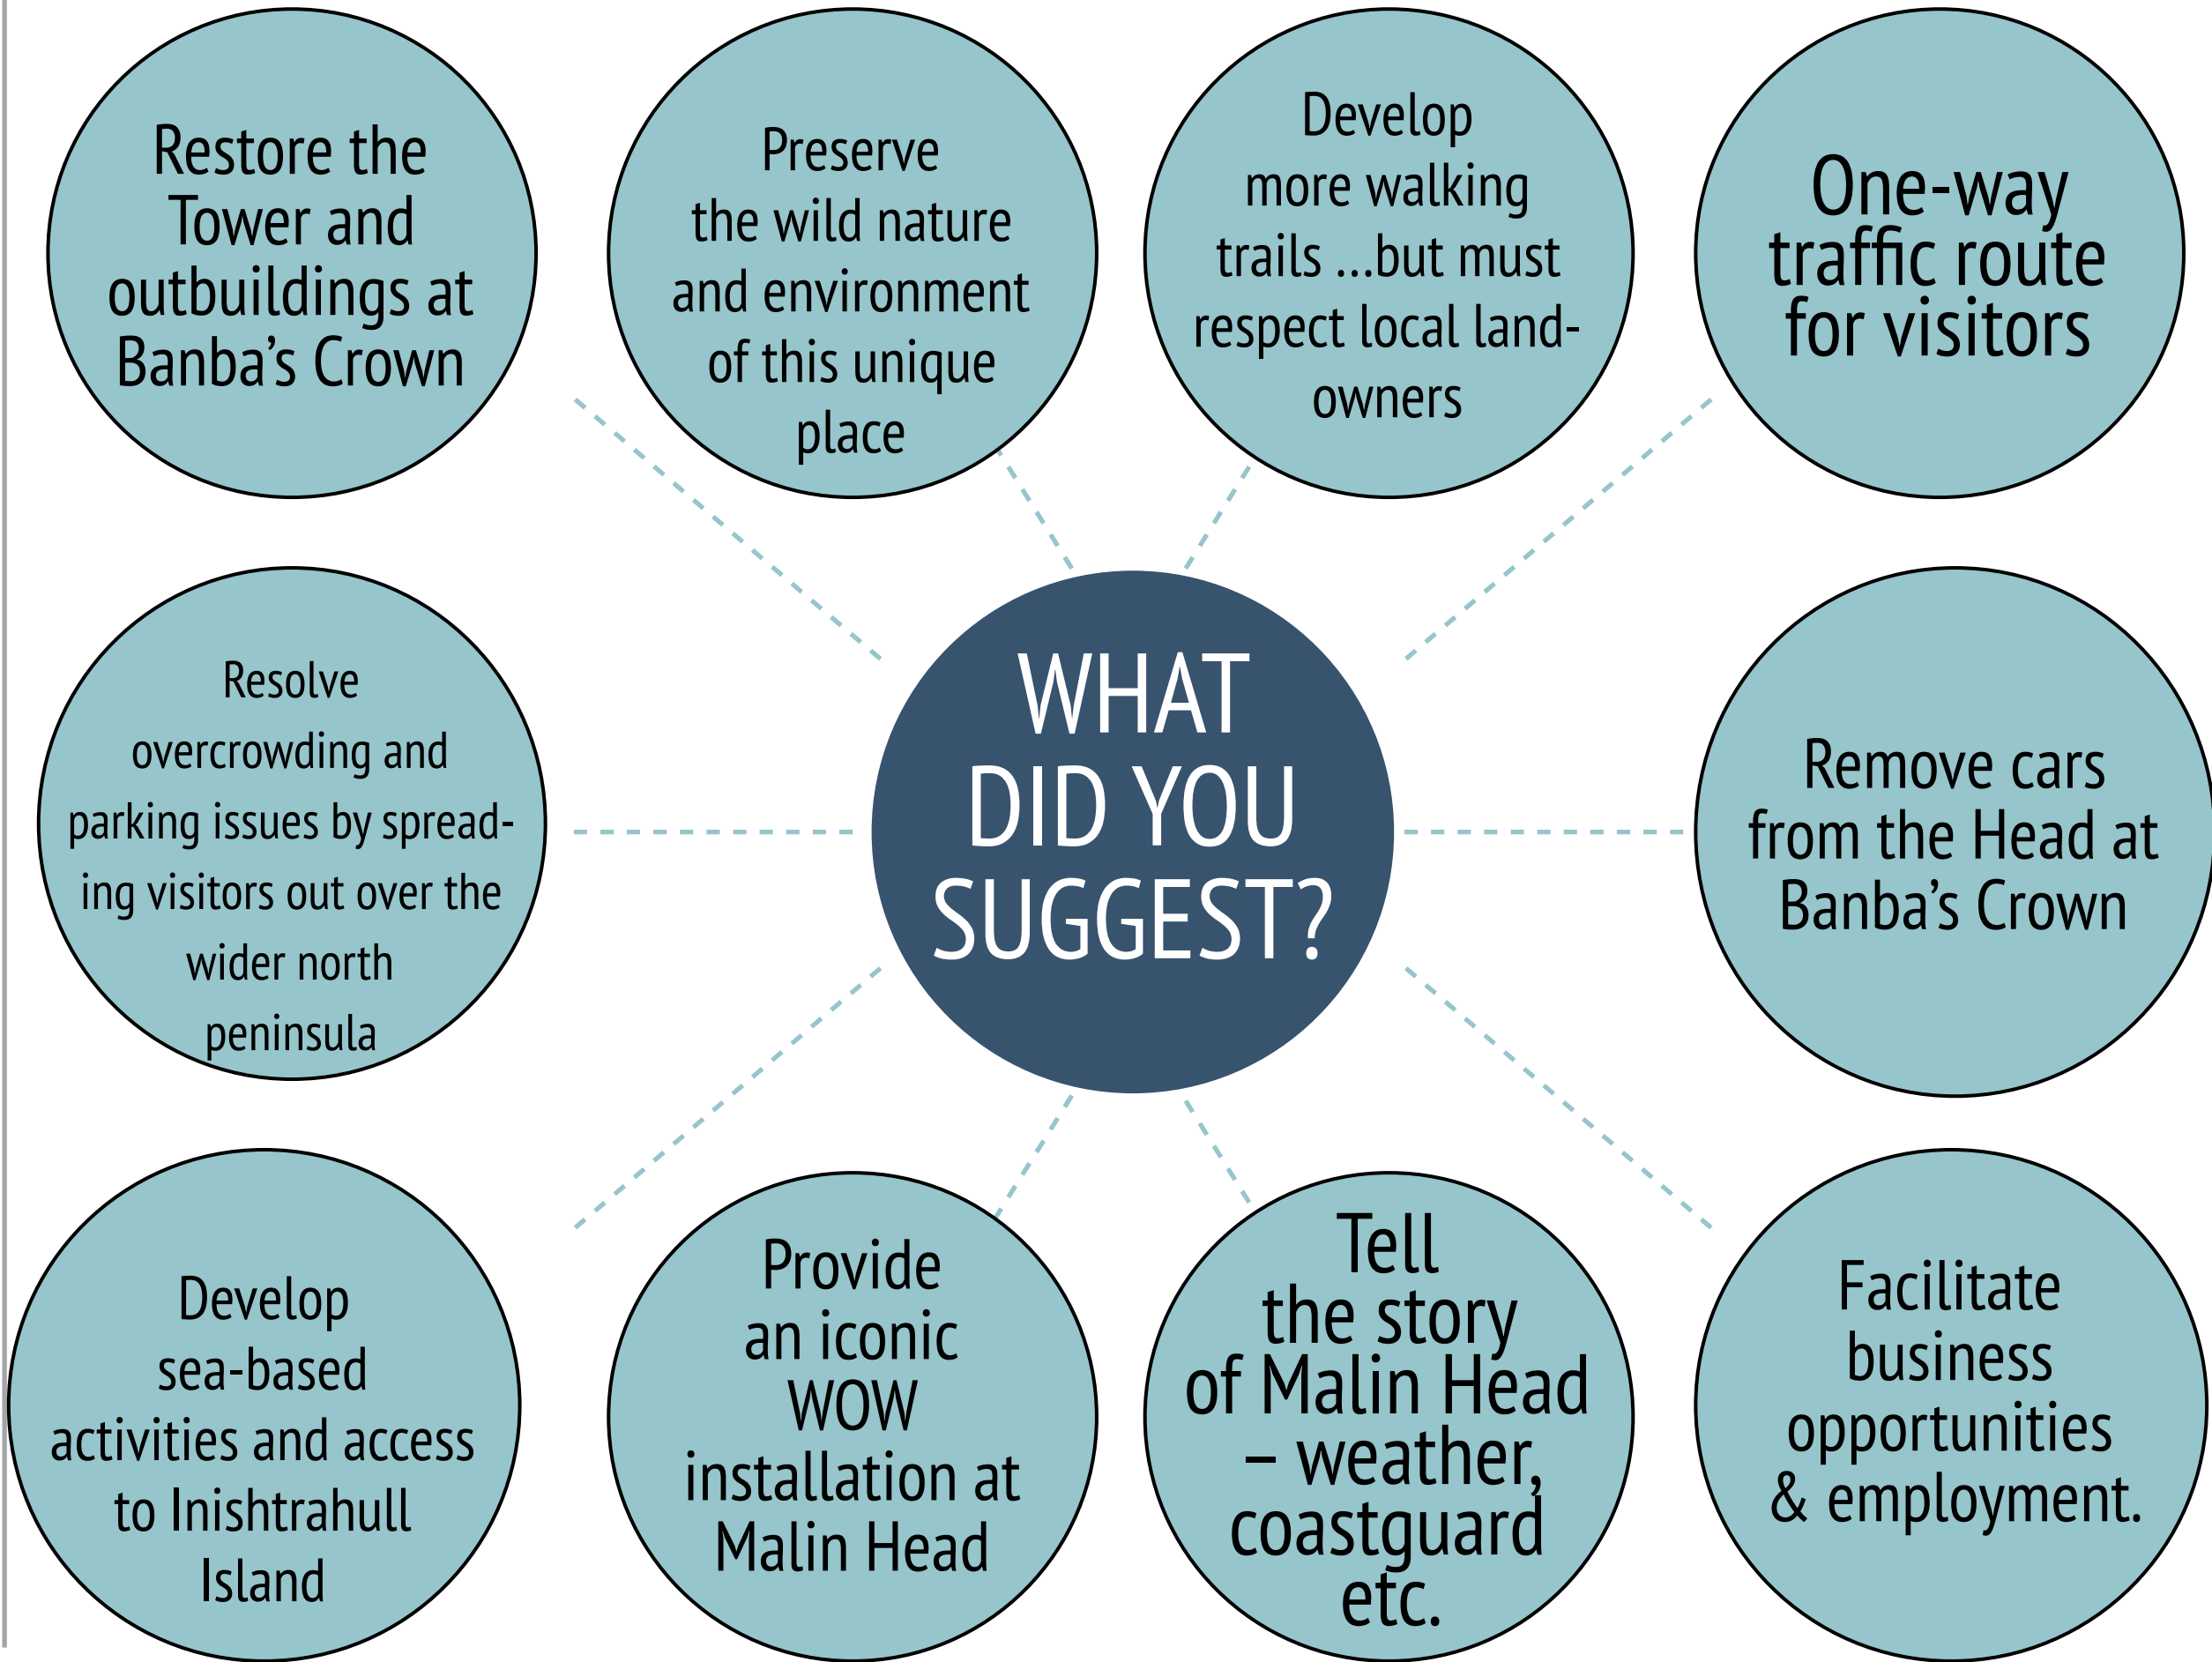 Restore the
Tower and
outbuildings at
Banba's Crown
Preserve
the wild nature
and environment
of this unique
place
Develop
more walking
trails ...but must
respect local land-
owners
One-way
traffic route
for visitors
Resolve
overcrowding and
parking issues by spread-
ing visitors out over the
wider north
peninsula
WHAT
DID YOU
SUGGEST?
Remove cars
from the Head at
Banba's Crown
Develop
sea-based
activities and access
to Inishtrahull
Island
Provide
an iconic
WOW
installation at
Malin Head
Tell
the story
of Malin Head
– weather,
coastguard
etc.
Facilitate
business
opportunities
& employment.